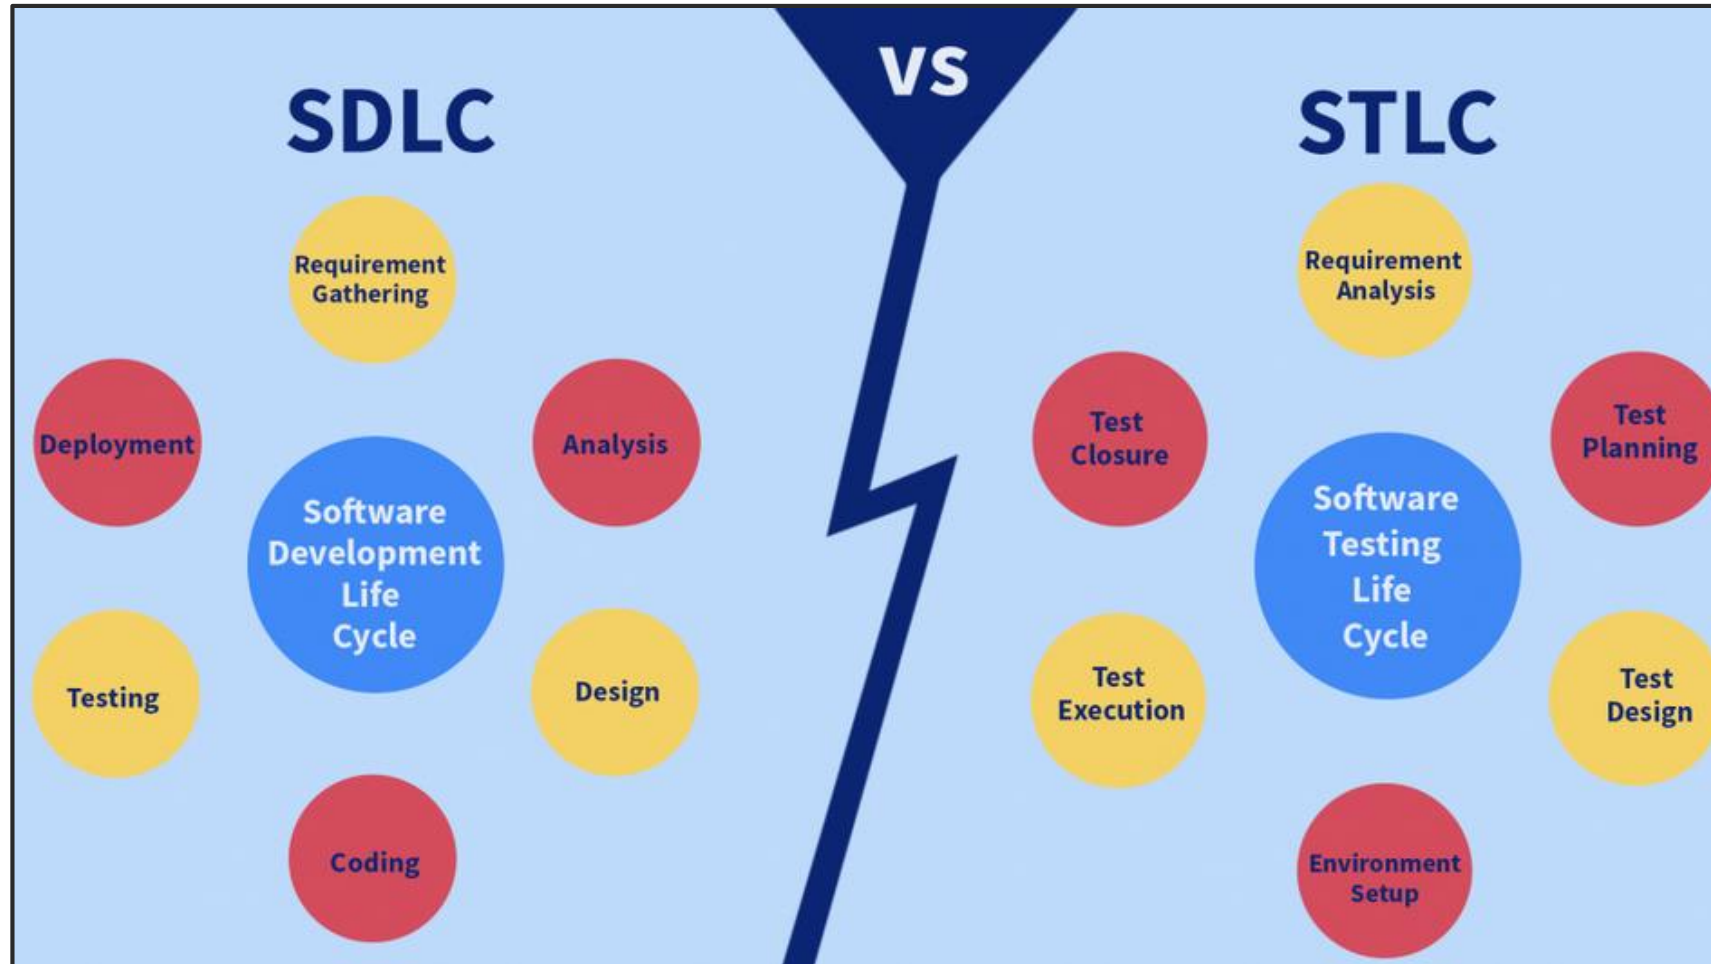 VS
SDLC
Requirement
Gathering
Deployment
Analysis
Software
Development
Life
Cycle
Testing
Design
Coding
STLC
Requirement
Analysis
Test
Closure
Test
Planning
Software
Testing
Life
Cycle
Test
Execution
Test
Design
Environment
Setup